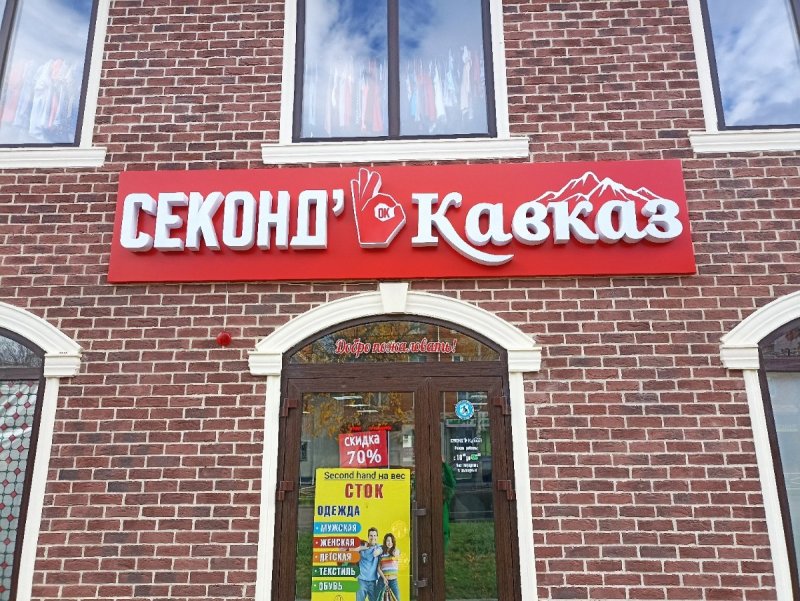 СЕКОНД'
ОК
Кавказ
Добро пожаловать!
СКИДКА
70%
Second hand на вес
СТОК
ОДЕЖДА
• МУЖСКАЯ
• ЖЕНСКАЯ
• ДЕТСКАЯ
• ТЕКСТИЛЬ
• ОБУВЬ